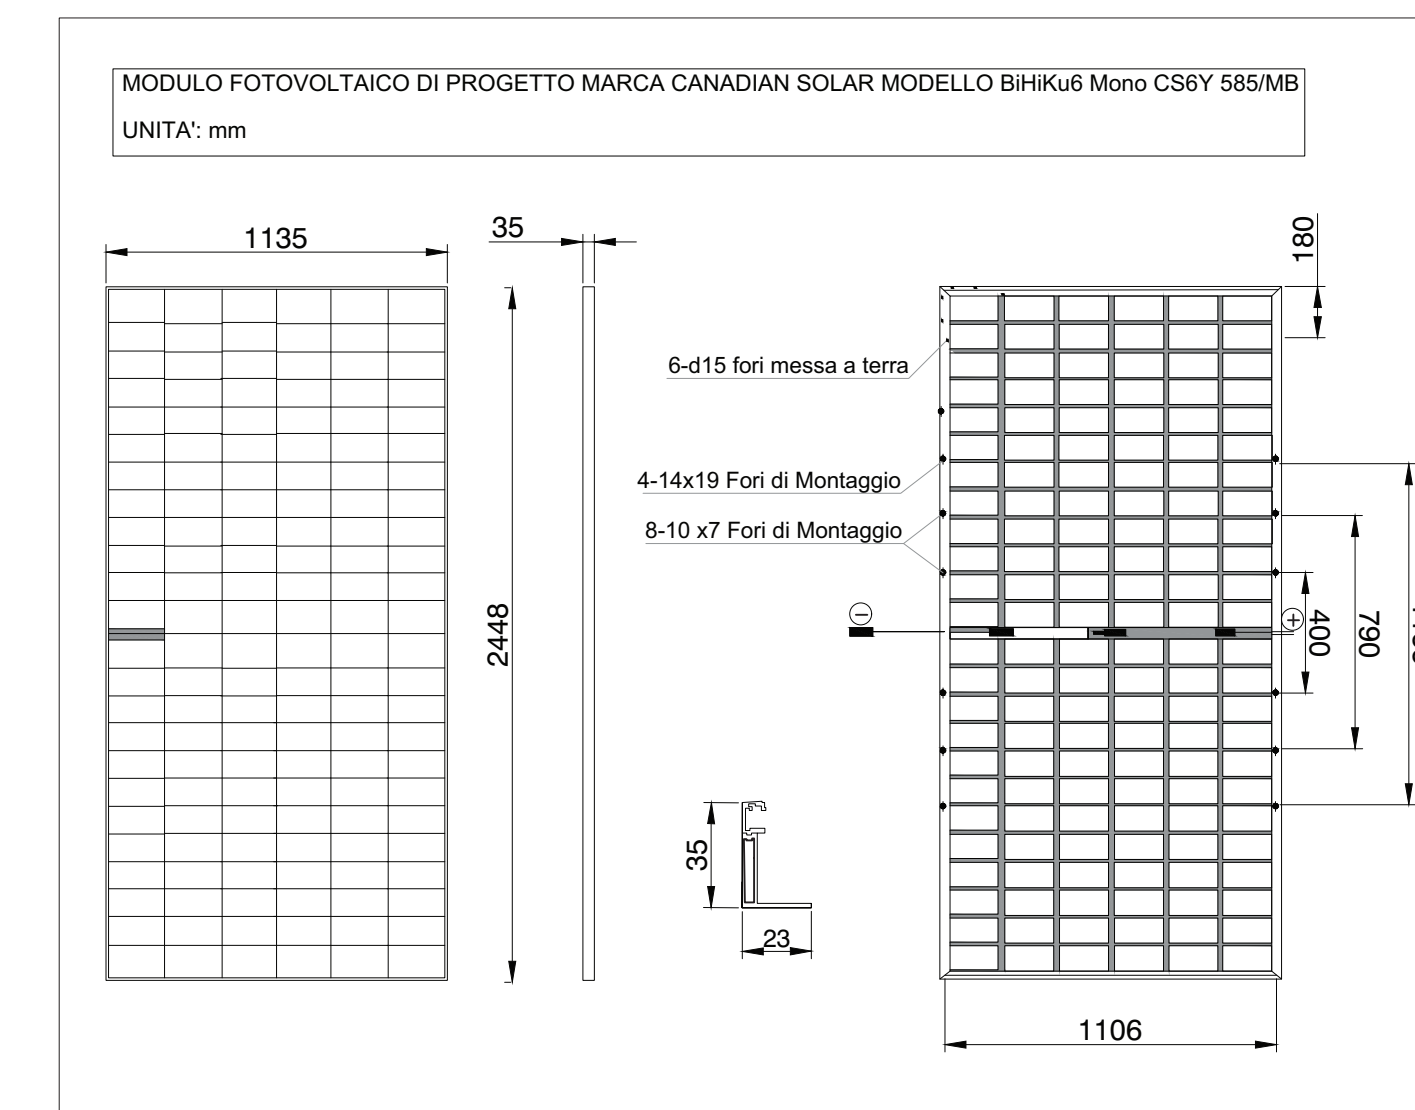 MODULO FOTOVOLTAICO DI PROGETTO MARCA CANADIAN SOLAR MODELLO BiHiKu6 Mono CS6Y 585/MB
UNITA': mm
1135
35
180
6-d15 fori messa a terra
4-14x19 Fori di Montaggio
8-10 x7 Fori di Montaggio
2448
400
790
35
23
1106